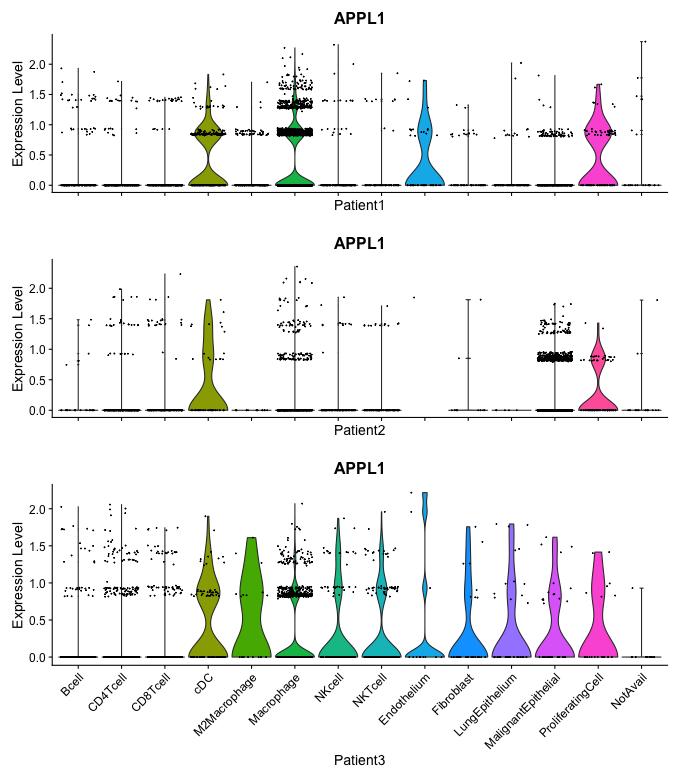 APPL1
Expression Level
2.0
1.5
1.0
0.5
0.0
Patient1
APPL1
Expression Level
2.0
1.5
1.0
0.5
0.0
Patient2
APPL1
Expression Level
2.0
1.5
1.0
0.5
0.0
Bcell
CD4Tcell
CD8Tcell
cDC
M2Macrophage
Macrophage
NKcell
NKTcell
Endothelium
Fibroblast
LungEpithelium
MalignantEpithelial
ProliferatingCell
NotAvail
Patient3